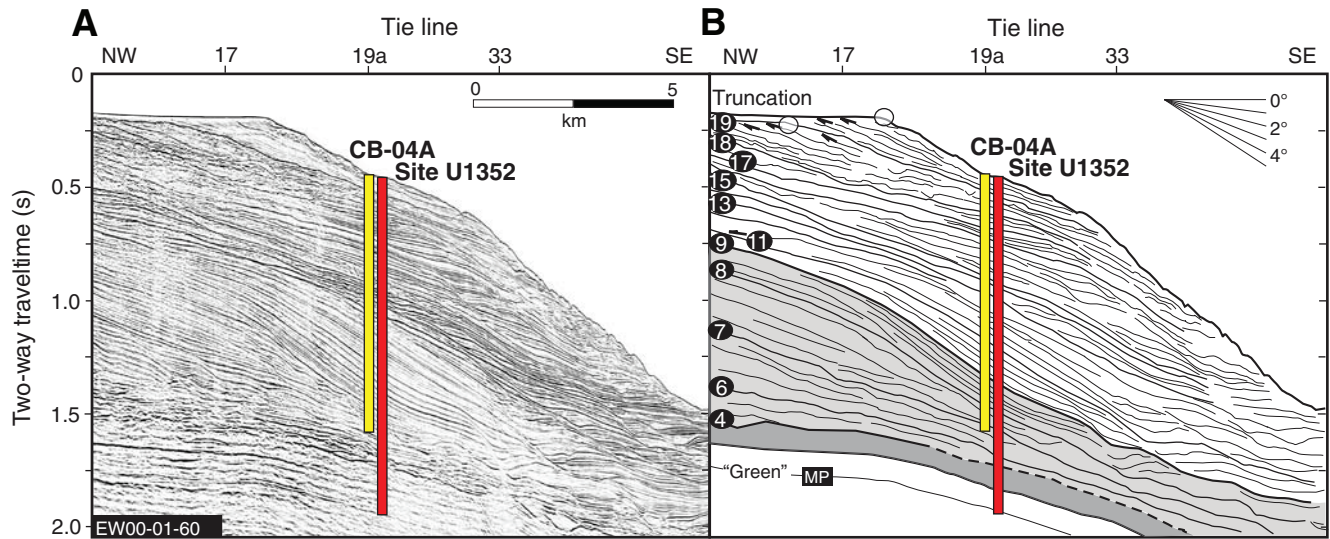 A
Tie line
NW 17 19a 33 SE
0
0.5
1.0
1.5
2.0
Two-way traveltime (s)
0 5
km
CB-04A
Site U1352
EW00-01-60
B
Tie line
NW 17 19a 33 SE
Truncation
0°
2°
4°
CB-04A
Site U1352
19
18
17
15
13
11
9
8
7
6
4
"Green" MP